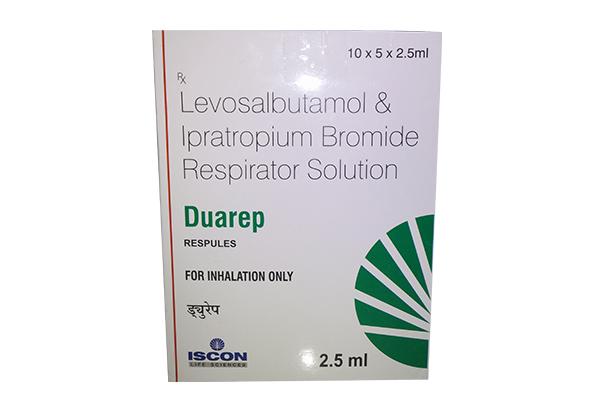 10 x 5 x 2.5ml
Rx
Levosalbutamol &
Ipratropium Bromide
Respirator Solution
Duarep
RESPULES
FOR INHALATION ONLY
ड्युरेप
ISCON
LIFE SCIENCES
2.5 ml